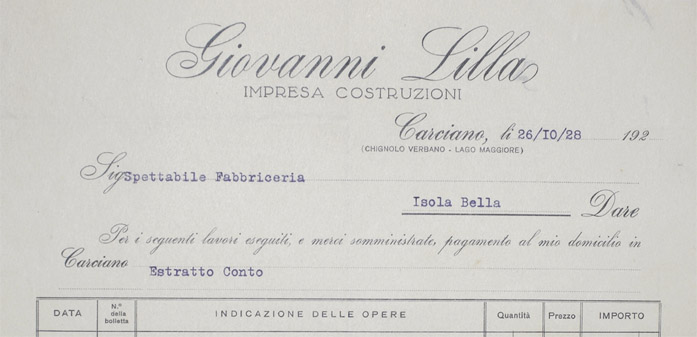 Giovanni Lilla
IMPRESA COSTRUZIONI
Carciano, li 26/IO/28 192
(CHIGNOLO VERBANO - LAGO MAGGIORE)
Sig Spettabile Fabbriceria
Isola Bella Dare
Per i seguenti lavori eseguiti, e merci somministrate, pagamento al mio domicilio in
Carciano Estratto Conto
DATA N.° della bolletta INDICAZIONE DELLE OPERE Quantità Prezzo IMPORTO